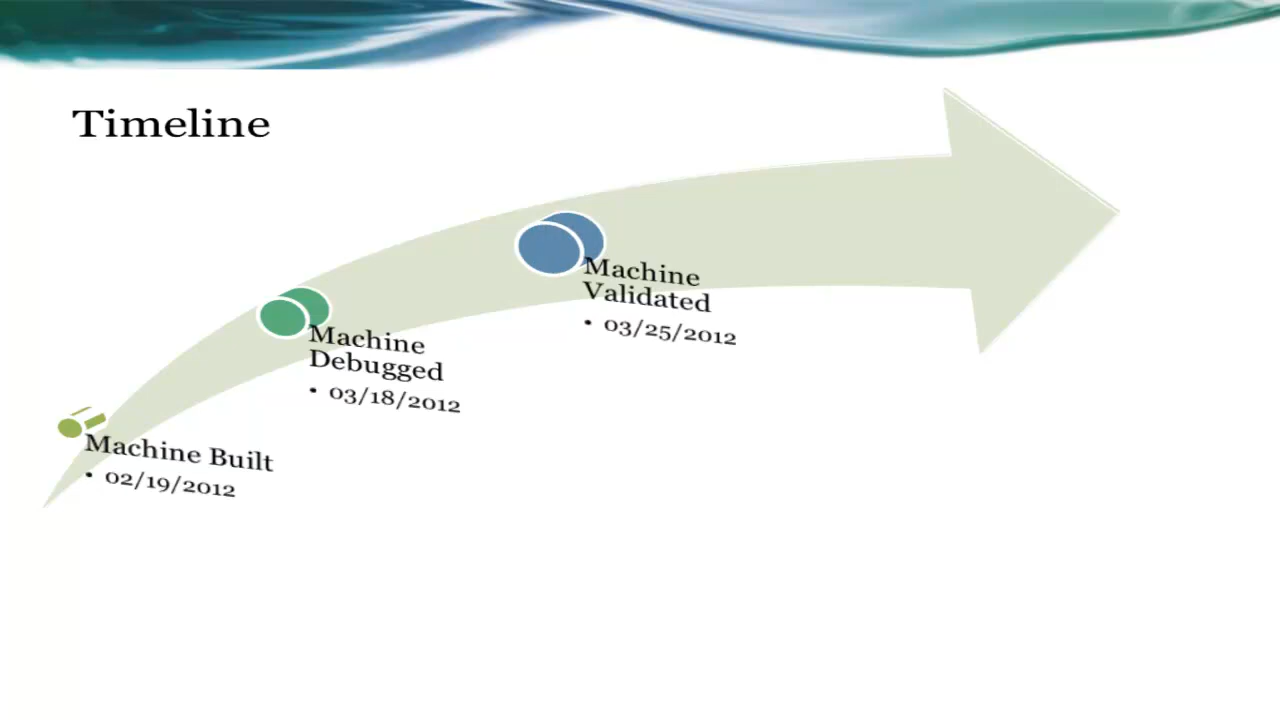 Timeline
Machine
Validated
• 03/25/2012
Machine
Debugged
• 03/18/2012
Machine Built
• 02/19/2012